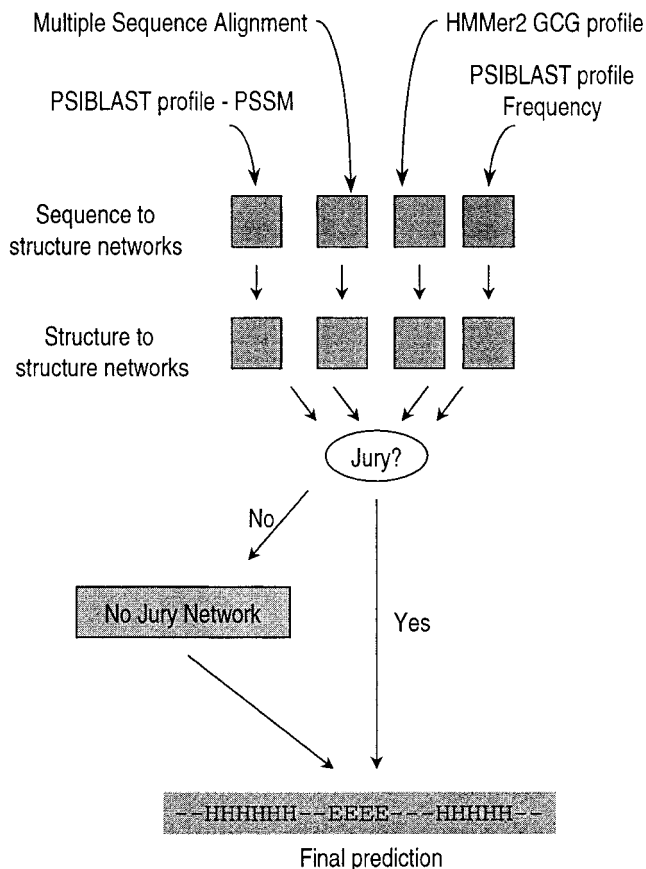 Multiple Sequence Alignment
HMMer2 GCG profile
PSIBLAST profile - PSSM
PSIBLAST profile
Frequency
Sequence to
structure networks
Structure to
structure networks
Jury?
No
No Jury Network
Yes
--HHHHHH--EEEE---HHHHH--
Final prediction